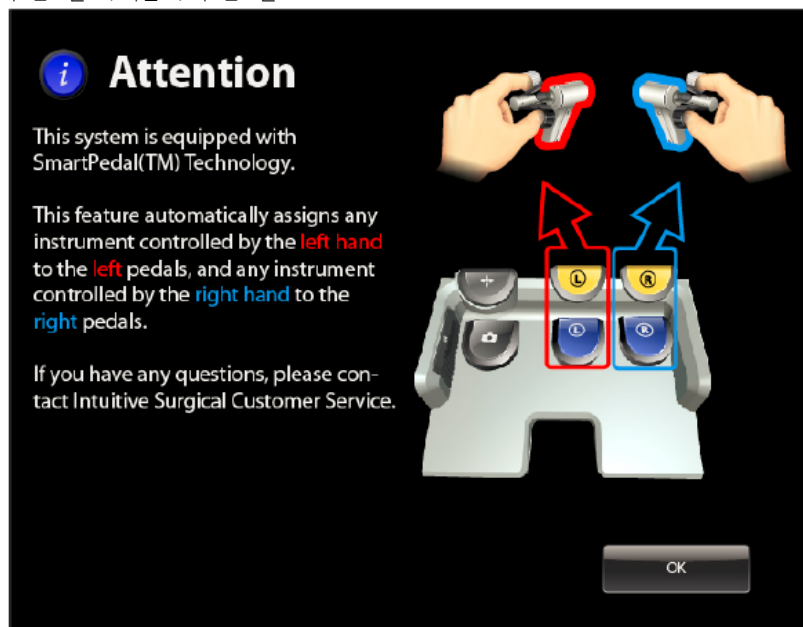 Attention
This system is equipped with
SmartPedal(TM) Technology.
This feature automatically assigns any
instrument controlled by the left hand
to the left pedals, and any instrument
controlled by the right hand to the
right pedals.
If you have any questions, please con-
tact Intuitive Surgical Customer Service.
L
R
L
R
OK